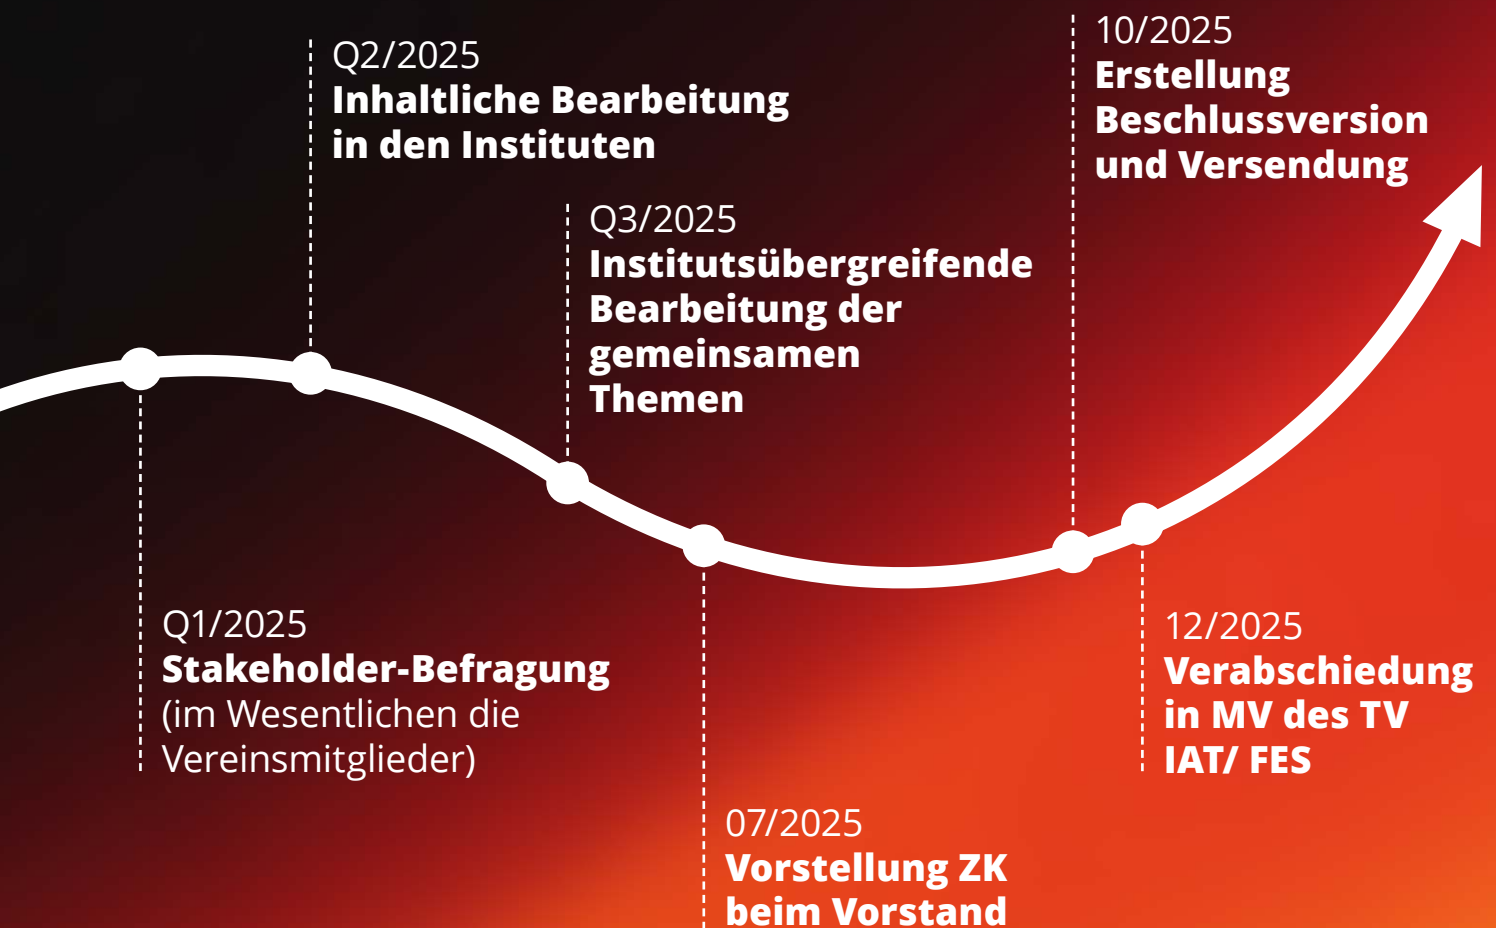 Q1/2025
Stakeholder-Befragung
(im Wesentlichen die
Vereinsmitglieder)
Q2/2025
Inhaltliche Bearbeitung
in den Instituten
Q3/2025
Institutsübergreifende
Bearbeitung der
gemeinsamen
Themen
07/2025
Vorstellung ZK
beim Vorstand
10/2025
Erstellung
Beschlussversion
und Versendung
12/2025
Verabschiedung
in MV des TV
IAT/ FES